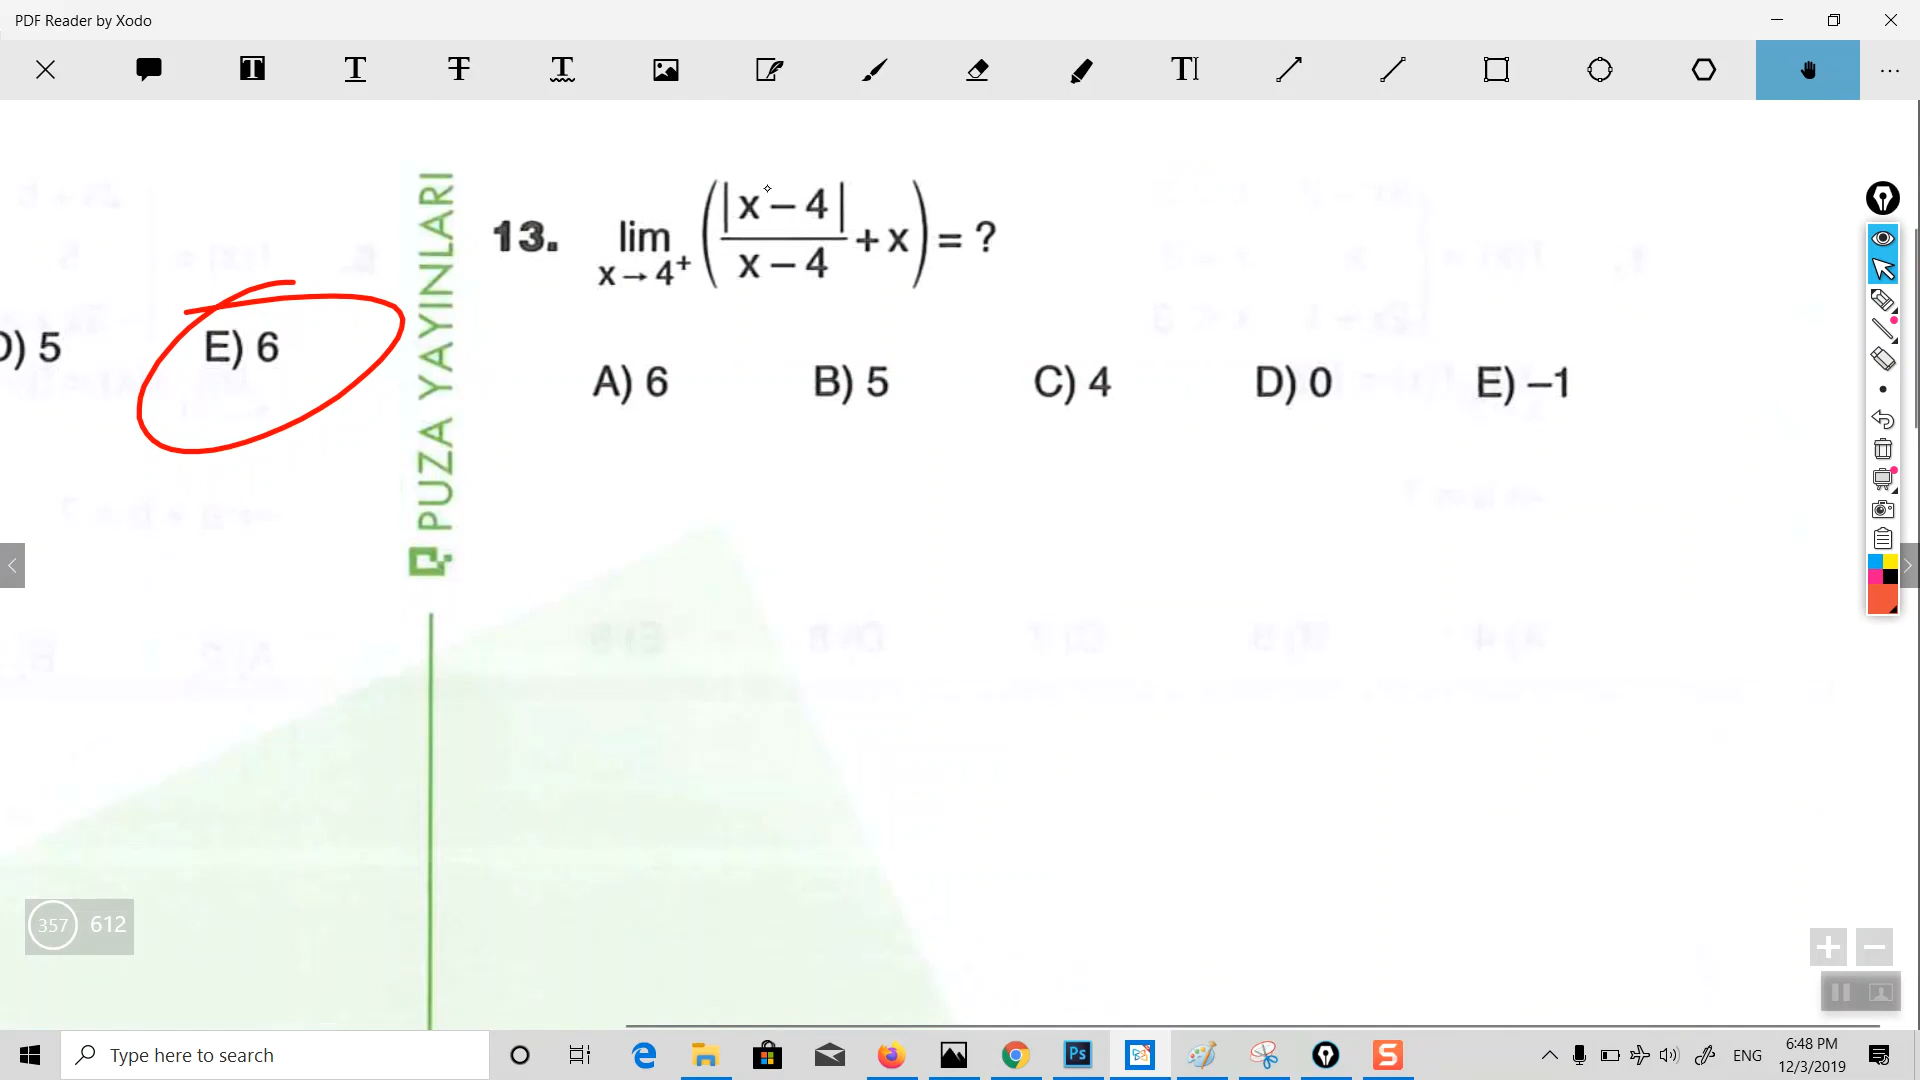 PDF Reader by Xodo
D) 5
E) 6
PUZA YAYINLARI
13. lim x→4⁺ (|x – 4| / x – 4 + x) = ?
A) 6 B) 5 C) 4 D) 0 E) –1
357 612
Type here to search
ENG
6:48 PM
12/3/2019